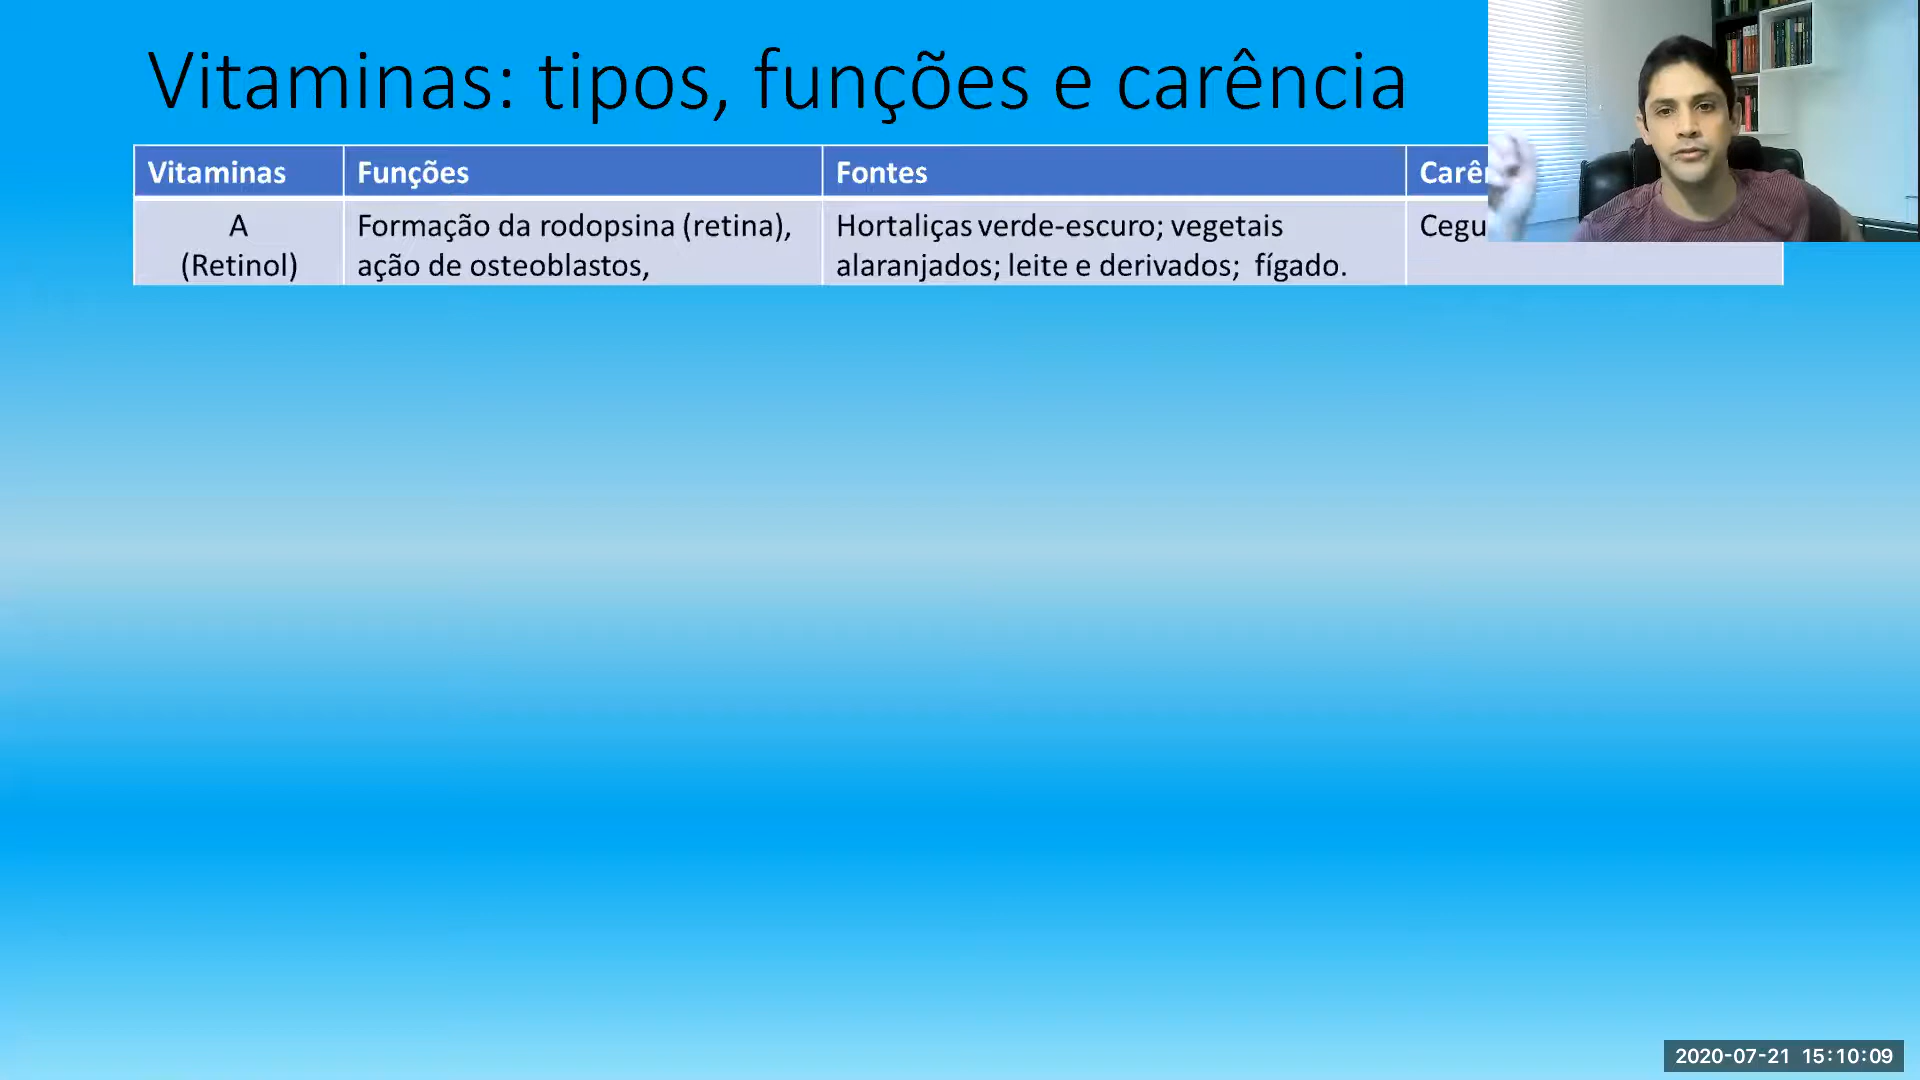 Vitaminas: tipos, funções e carência
Vitaminas Funções Fontes
A Formação da rodopsina (retina), Hortaliças verde-escuro; vegetais
(Retinol) ação de osteoblastos, alaranjados; leite e derivados; fígado.
2020-07-21 15:10:09